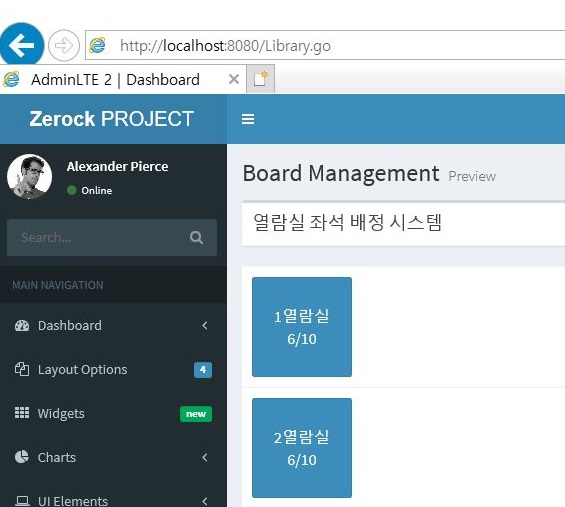 http://localhost:8080/Library.go
AdminLTE 2 | Dashboard
Zerock PROJECT
Alexander Pierce
Online
Search...
MAIN NAVIGATION
Dashboard
Layout Options 4
Widgets new
Charts
UI Elements
Board Management Preview
열람실 좌석 배정 시스템
1열람실
6/10
2열람실
6/10